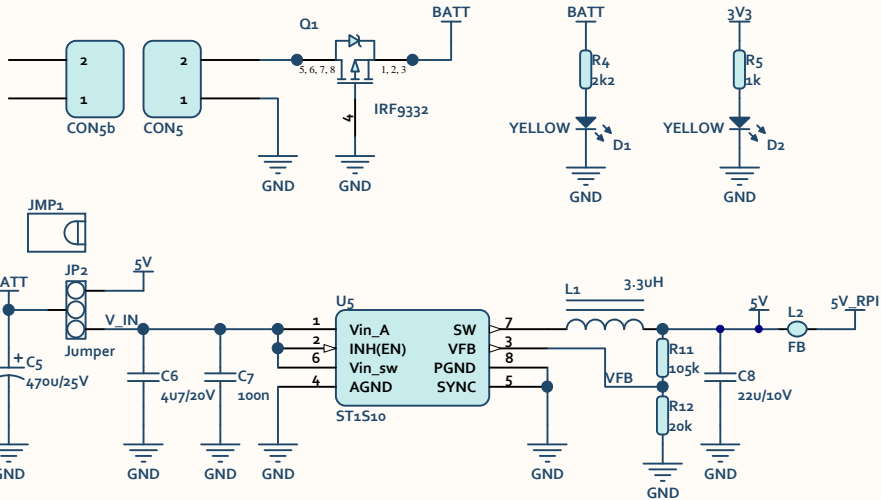 Q1
BATT
BATT
3V3
2
2
5, 6, 7, 8
1, 2, 3
R4
2k2
R5
1k
1
1
4
IRF9332
CON5b
CON5
YELLOW
D1
YELLOW
D2
GND
GND
GND
GND
JMP1
JP2
5V
ATT
V_IN
Jumper
C5
470u/25V
C6
4u7/20V
C7
100n
U5
1
Vin_A
SW
7
2
INH(EN)
VFB
3
6
Vin_sw
PGND
8
4
AGND
SYNC
5
ST1S10
L1
3.3uH
VFB
R11
105k
R12
20k
5V
L2
FB
5V_RPI
C8
22u/10V
GND
GND
GND
GND
GND
GND
GND